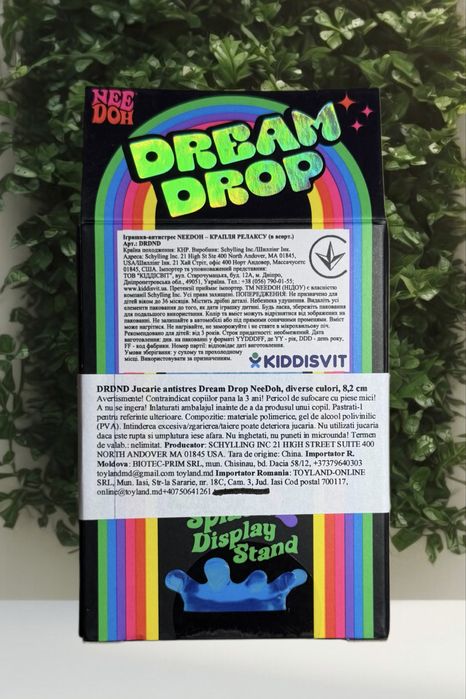 NEE
DOH
DREAM
DROP
Іграшка-антистрес NEEDOH – КРАПЛЯ РЕЛАКСУ (в асорт.)
Арт.: DRDND
Країна походження: КНР. Виробник: Schylling Inc./Шиллінг Інк.
Адреса: Schylling Inc. 21 High St Ste 400 North Andover, MA 01845,
USA/Шиллінг Інк. 21 Хай Стріт, офіс 400 Норт Андовер, Массачусетс
01845, США. Імпортер та уповноважений представник:
ТОВ "КІДДІСВІТ", вул. Старочумацька, буд. 12А, м. Дніпро,
Дніпропетровська обл., 49050, Україна. Тел.: +38 (056) 790-01-55;
www.kiddisvit.ua. Претензії приймає імпортер. ТМ NEEDOH (НІДОУ) є власністю
компанії Schylling Inc. Усі права захищені. ПОПЕРЕДЖЕННЯ: Не призначено для
дітей віком до 36 місяців. Містить дрібні деталі. Небезпека удушення. Видаліть усі
елементи пакування до того, як дати іграшку дитині. Будь ласка, збережіть пакування
для подальшого використання. Колір та вміст можуть відрізнятися від зображених на
пакованні. Не залишайте в автомобілі або під прямими сонячними променями. Вміст
може нагрітися. Не нагрівайте, не заморожуйте і не ставте в мікрохвильову піч.
Рекомендовано для дітей: від 3 років. Строк придатності: необмежений. Дата
виготовлення: див. на пакованні у форматі YYDDDFF, де YY - рік, DDD - день року,
FF - код фабрики: Номер партії: відповідає даті виготовлення.
Умови зберігання: у сухому та прохолодному
місці. Використовувати за призначенням.
KIDDISVIT
DRDND Jucarie antistres Dream Drop NeeDoh, diverse culori, 8,2 cm
Avertismente! Contraindicat copiilor pana la 3 ani! Pericol de sufocare cu piese mici!
A nu se ingera! Inlaturati ambalajul inainte de a da produsul unui copil. Pastrati-l
pentru referinte ulterioare. Compozitie: materiale polimerice, gel de alcool polivinilic
(PVA). Intinderea excesiva/zgarierea/taiere poate deteriora jucaria. Nu utilizati jucaria
daca este rupta si umplutura iese afara. Nu inghetati, nu puneti in microunda! Termen
de valab.: nelimitat. Producator: SCHYLLING INC 21 HIGH STREET SUITE 400
NORTH ANDOVER MA 01845 USA. Tara de origine: China. Importator R.
Moldova: BIOTEC-PRIM SRL, mun. Chisinau, bd. Dacia 58/12, +37379640303
toylandmd@gmail.com toyland.md Importator Romania: TOYLAND-ONLINE
SRL, Mun. Iasi, Str-la Sararie, nr. 18C, Cam. 3, Jud. Iasi Cod postal 700117,
online@toyland.md+40750641261
Display
Stand